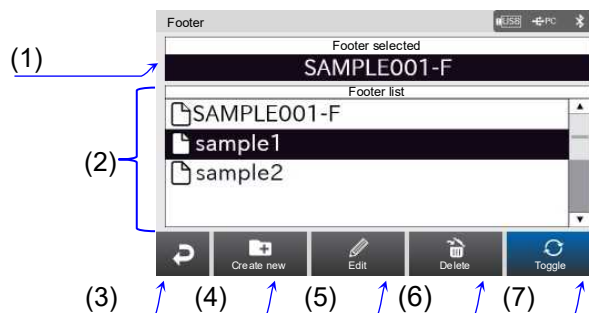 Footer
USB
PC
(1)
Footer selected
SAMPLE001-F
(2)
Footer list
SAMPLE001-F
sample1
sample2
Create new
Edit
Delete
Toggle
(3)
(4)
(5)
(6)
(7)